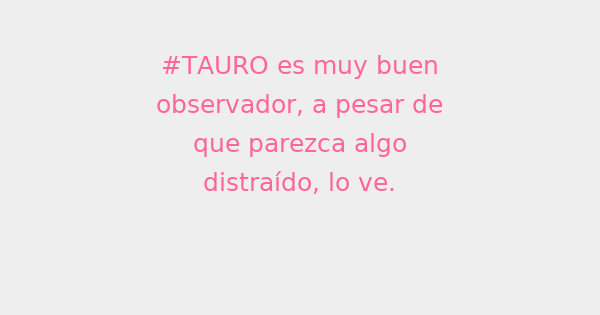 #TAURO es muy buen
observador, a pesar de
que parezca algo
distraído, lo ve.